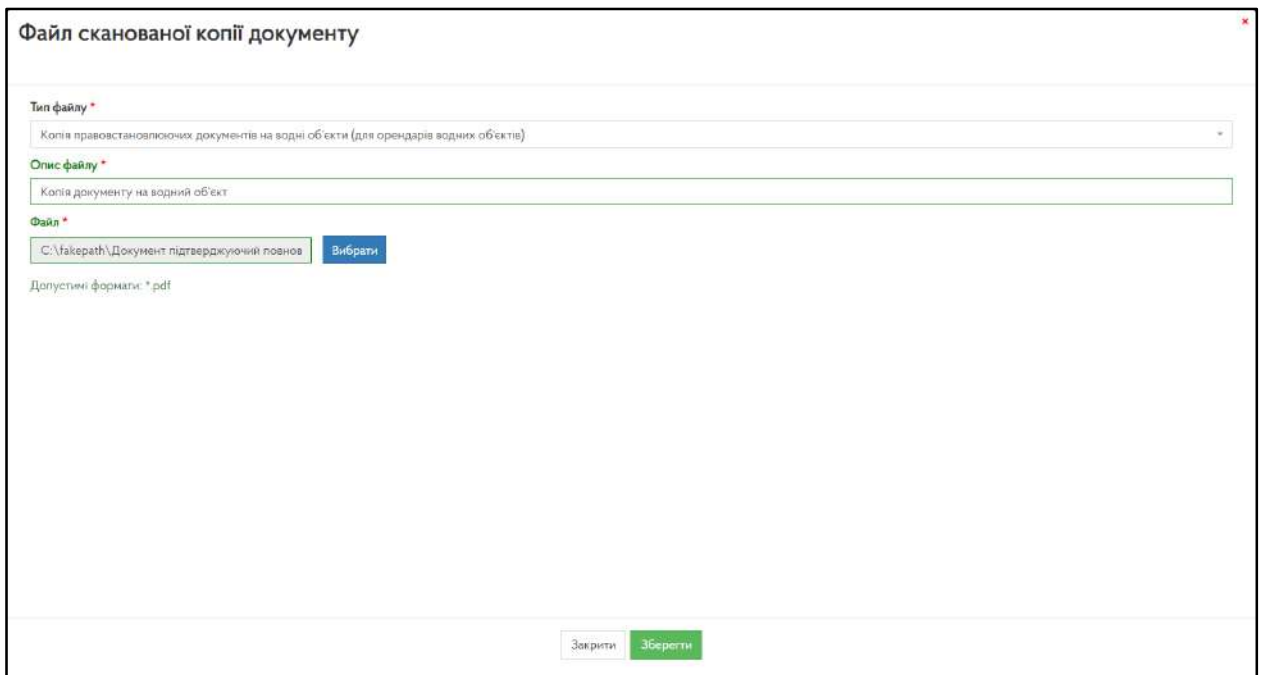 Файл сканованої копії документу
×
Тип файлу *
Копія правовстановлюючих документів на водні об'єкти (для орендарів водних об'єктів)
Опис файлу *
Копія документу на водний об'єкт
Файл *
C:\fakepath\Документ підтверджуючий повнов
Вибрати
Допустимі формати: *.pdf
Закрити
Зберегти